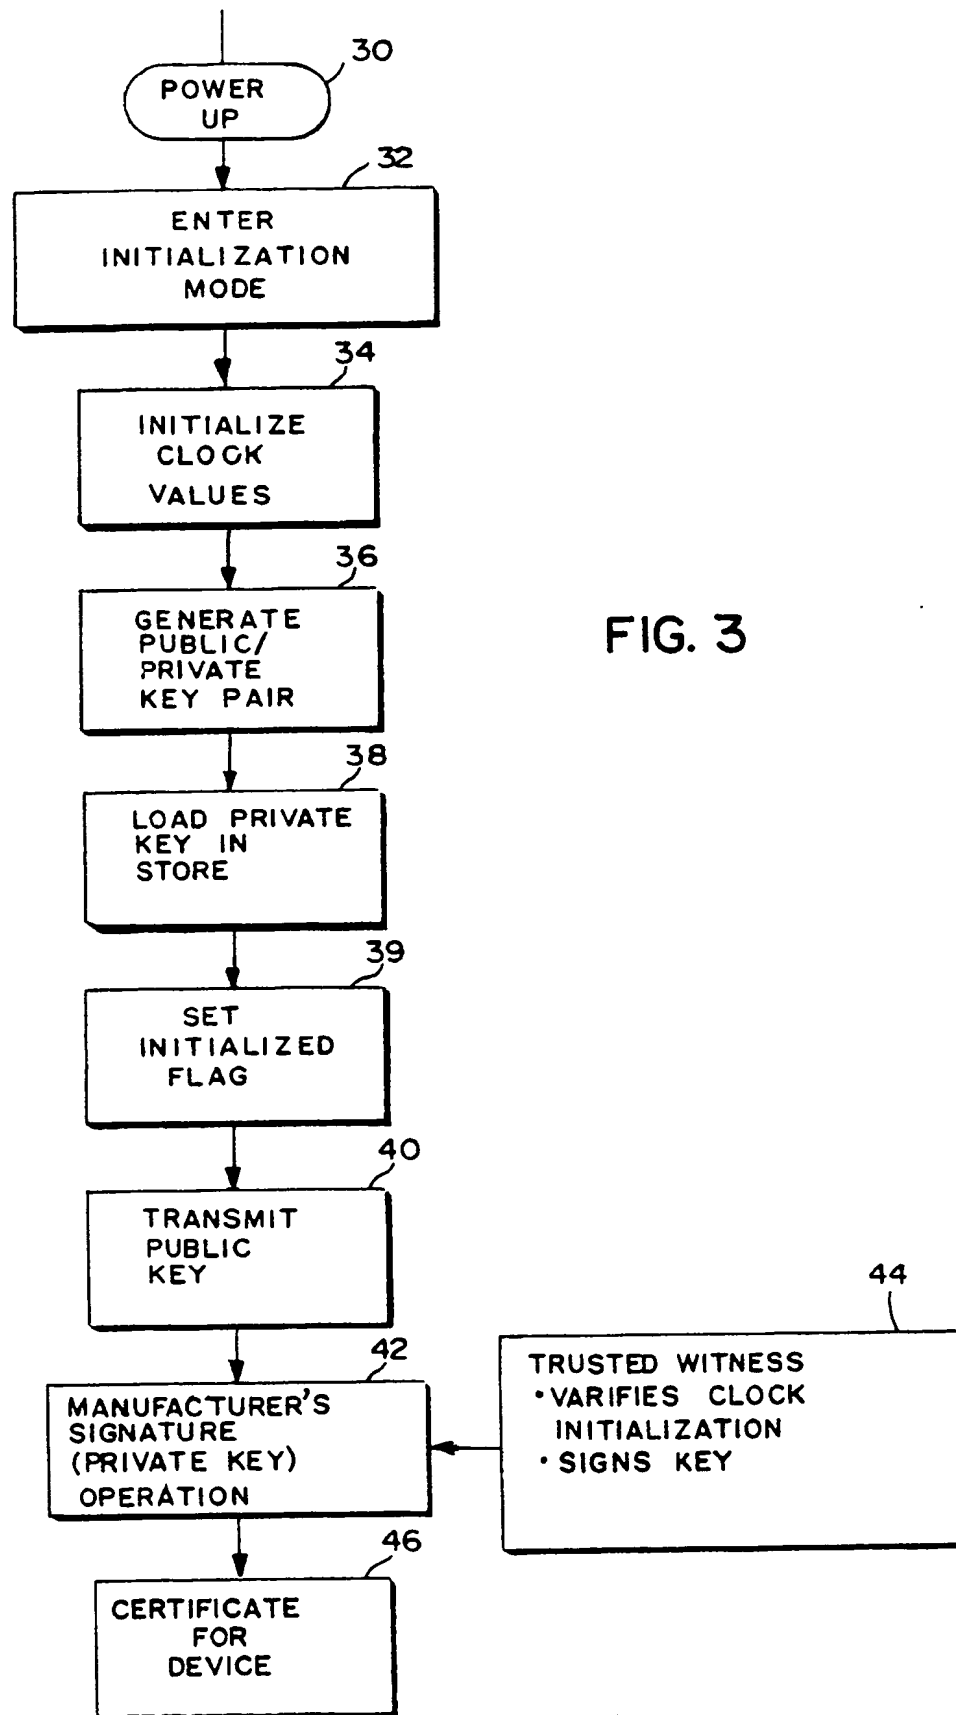 30
POWER
UP
32
ENTER
INITIALIZATION
MODE
34
INITIALIZE
CLOCK
VALUES
36
GENERATE
PUBLIC/
PRIVATE
KEY PAIR
FIG. 3
38
LOAD PRIVATE
KEY IN
STORE
39
SET
INITIALIZED
FLAG
40
TRANSMIT
PUBLIC
KEY
42
MANUFACTURER'S
SIGNATURE
(PRIVATE KEY)
OPERATION
44
TRUSTED WITNESS
• VARIFIES CLOCK
INITIALIZATION
• SIGNS KEY
46
CERTIFICATE
FOR
DEVICE